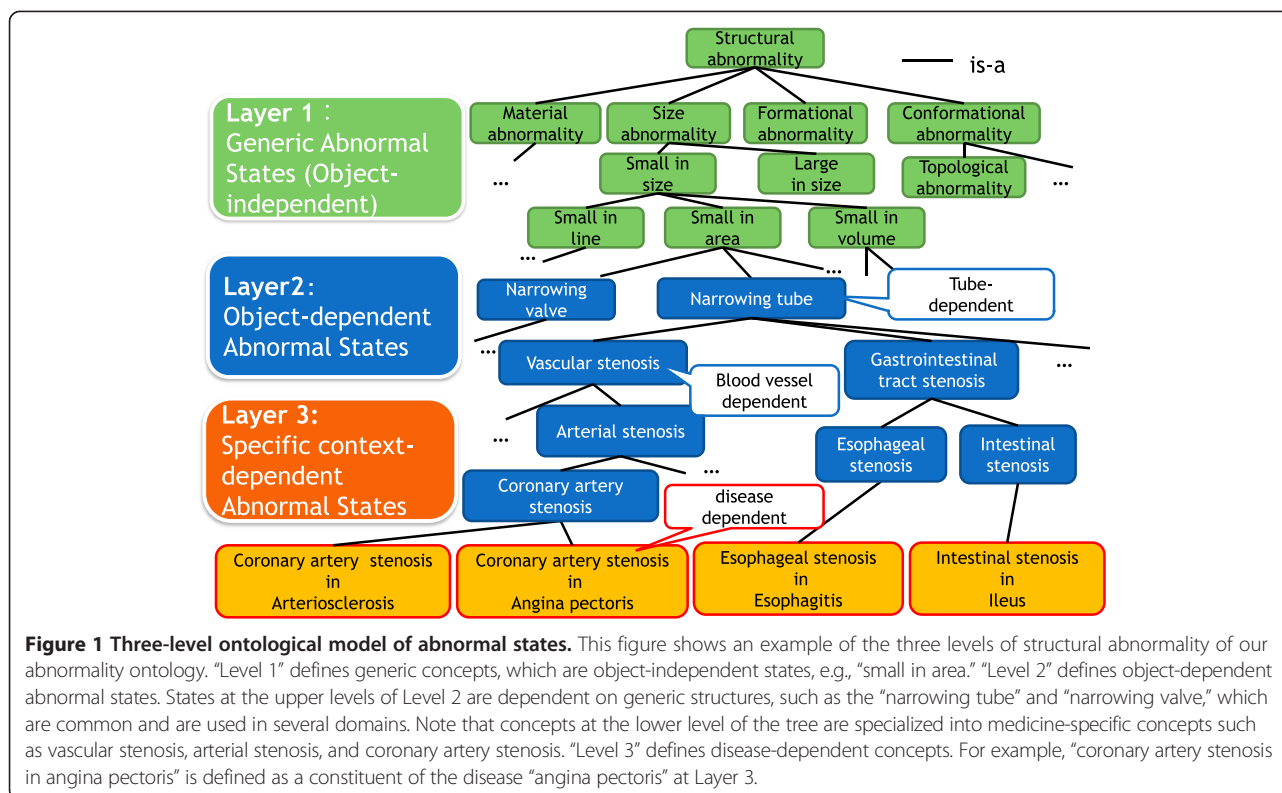 Structural
abnormality
is-a
Layer 1：
Generic Abnormal
States (Object-
independent)
Material
abnormality
Size
abnormality
Formational
abnormality
Conformational
abnormality
...
Small in
size
Large
in size
Topological
abnormality
...
Small in
line
Small in
area
Small in
volume
...
...
Layer2：
Object-dependent
Abnormal States
Narrowing
valve
Narrowing tube
Tube-
dependent
...
Vascular stenosis
Blood vessel
dependent
Gastrointestinal
tract stenosis
...
Layer 3:
Specific context-
dependent
Abnormal States
...
Arterial stenosis
Esophageal
stenosis
Intestinal
stenosis
...
Coronary artery
stenosis
disease
dependent
Coronary artery stenosis
in
Arteriosclerosis
Coronary artery stenosis
in
Angina pectoris
Esophageal stenosis
in
Esophagitis
Intestinal stenosis
in
Ileus
Figure 1 Three-level ontological model of abnormal states. This figure shows an example of the three levels of structural abnormality of our
abnormality ontology. “Level 1” defines generic concepts, which are object-independent states, e.g., “small in area.” “Level 2” defines object-dependent
abnormal states. States at the upper levels of Level 2 are dependent on generic structures, such as the “narrowing tube” and “narrowing valve,” which
are common and are used in several domains. Note that concepts at the lower level of the tree are specialized into medicine-specific concepts such
as vascular stenosis, arterial stenosis, and coronary artery stenosis. “Level 3” defines disease-dependent concepts. For example, “coronary artery stenosis
in angina pectoris” is defined as a constituent of the disease “angina pectoris” at Layer 3.